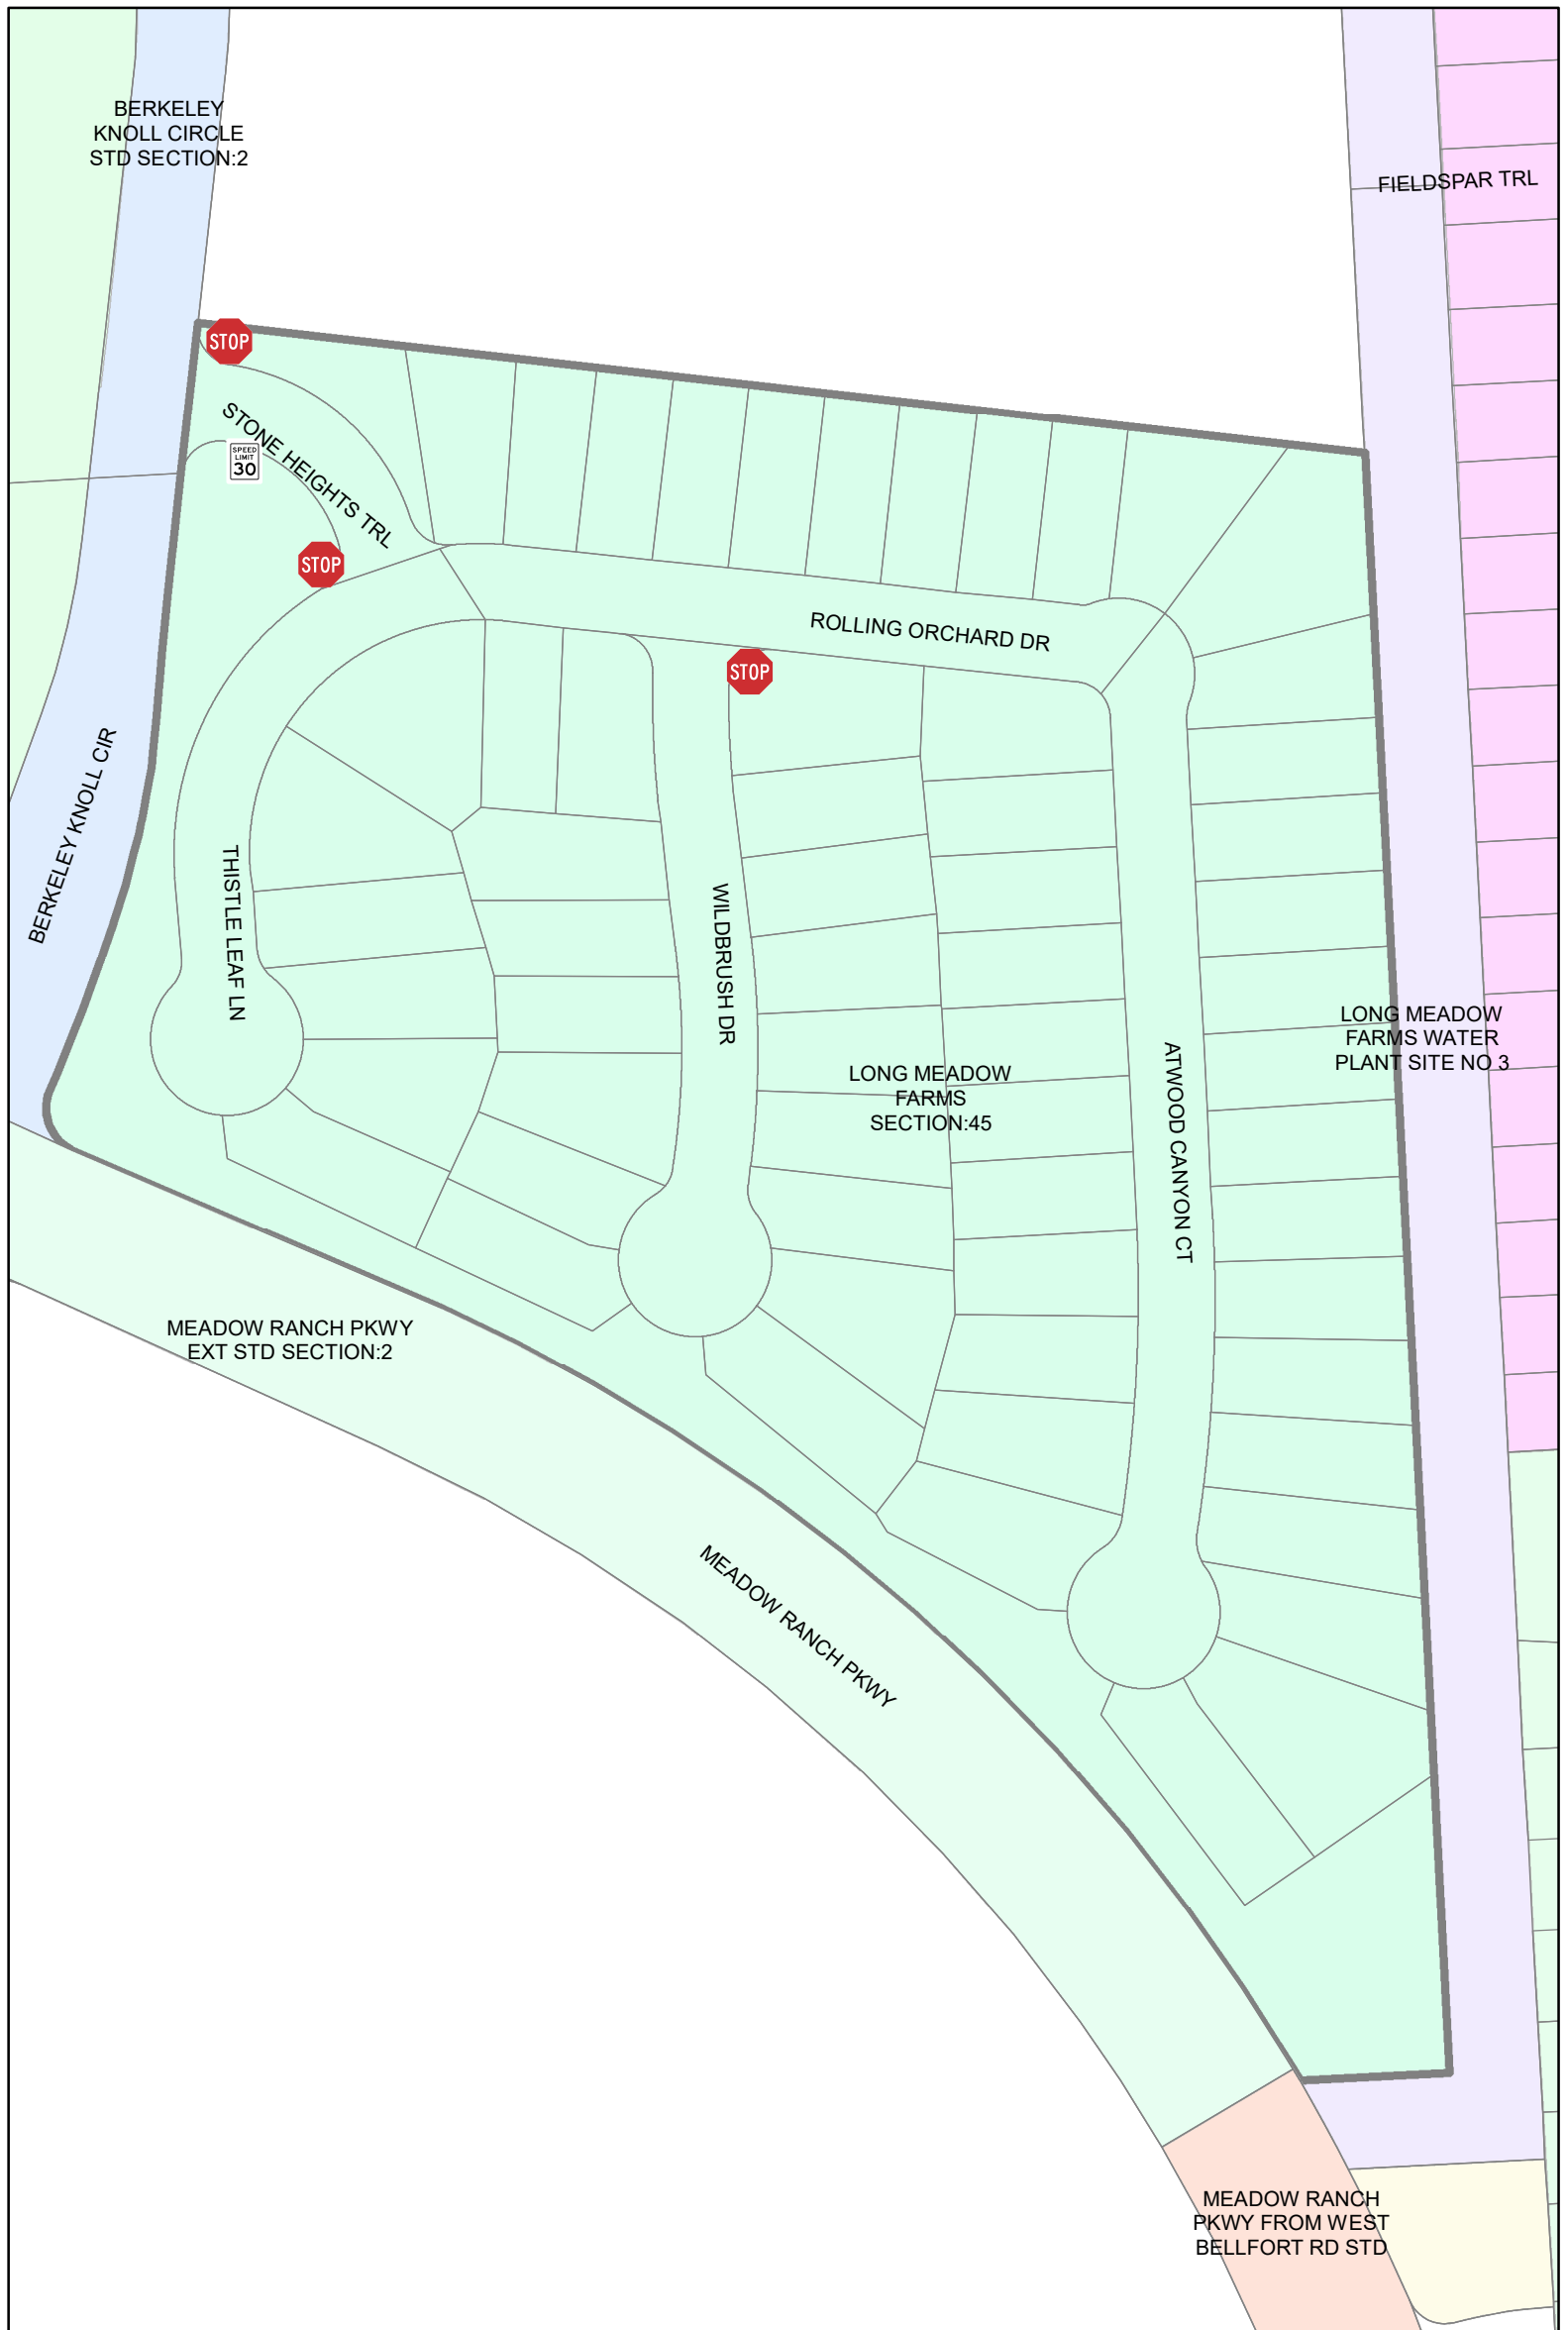 BERKELEY
KNOLL CIRCLE
STD SECTION:2
FIELDSPAR TRL
STOP
STONE HEIGHTS TRL
SPEED
LIMIT
30
STOP
ROLLING ORCHARD DR
STOP
BERKELEY KNOLL CIR
THISTLE LEAF LN
WILDBRUSH DR
LONG MEADOW
FARMS WATER
PLANT SITE NO 3
LONG MEADOW
FARMS
SECTION:45
ATWOOD CANYON CT
MEADOW RANCH PKWY
EXT STD SECTION:2
MEADOW RANCH PKWY
MEADOW RANCH
PKWY FROM WEST
BELLFORT RD STD